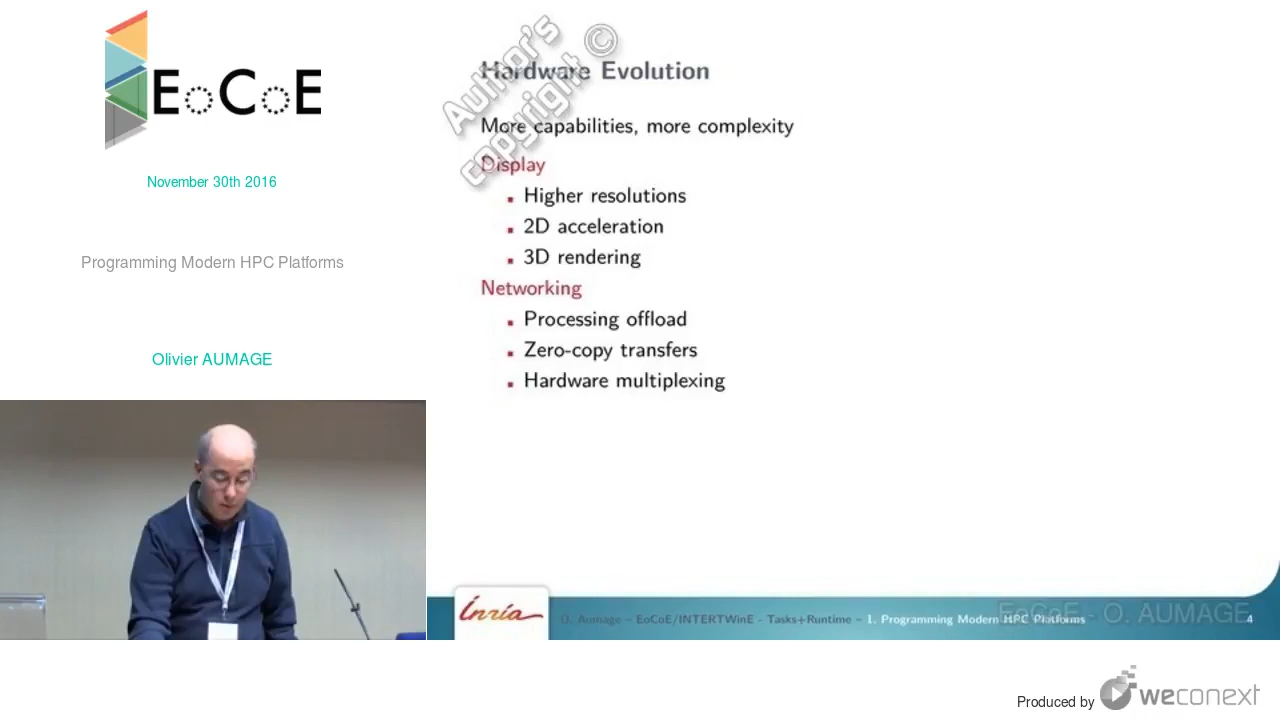 EoCoE
November 30th 2016
Programming Modern HPC Platforms
Olivier AUMAGE
Author's
copyright ©
Hardware Evolution
More capabilities, more complexity
Display
Higher resolutions
2D acceleration
3D rendering
Networking
Processing offload
Zero-copy transfers
Hardware multiplexing
Inria
O. Aumage – EoCoE/INTERTWinE - Tasks+Runtime – 1. Programming Modern HPC Platforms
EoCoE - O. AUMAGE
4
Produced by weconext